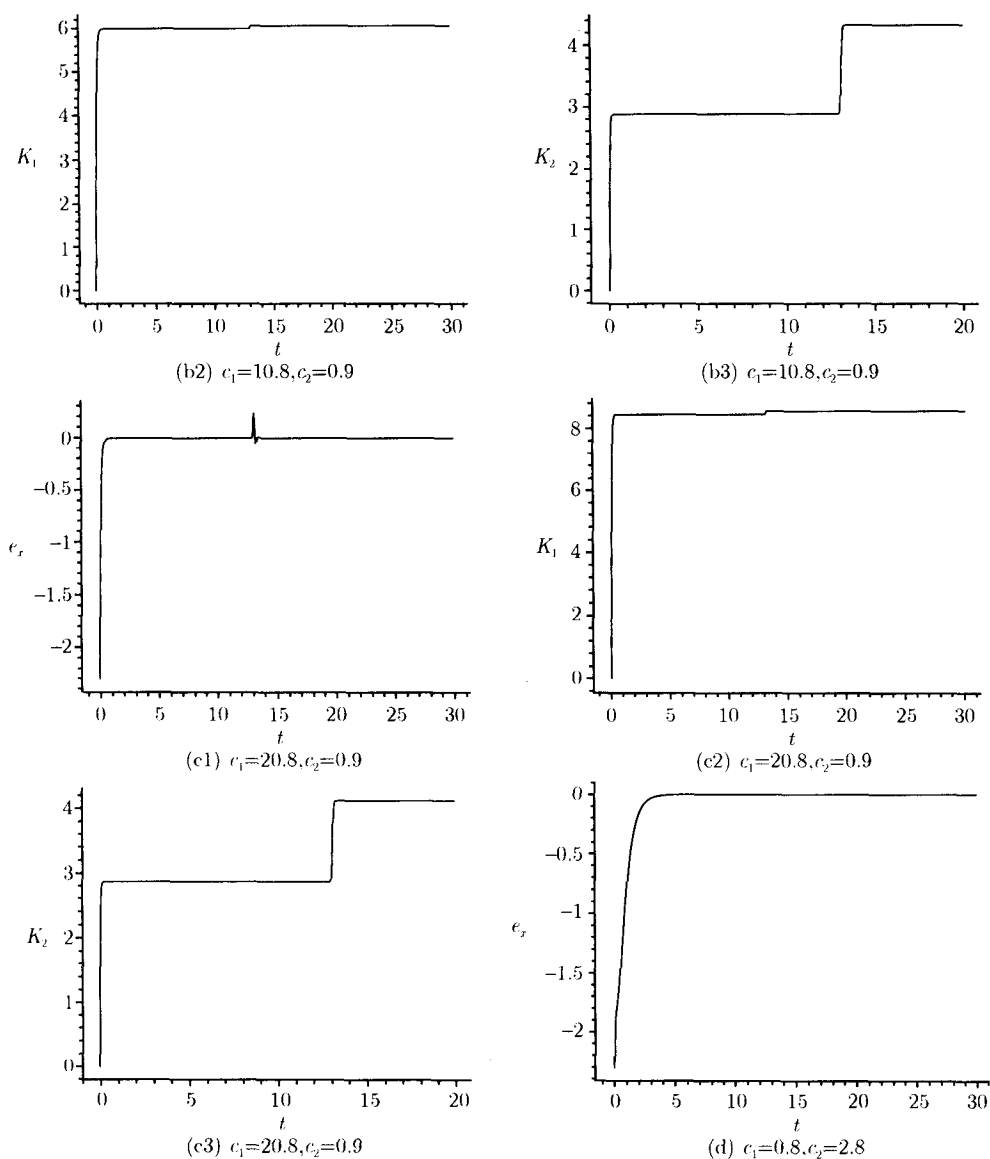 6
5
4
K₁ 3
2
1
0
0 5 10 15 20 25 30
t
(b2) c₁=10.8,c₂=0.9
4
3
K₂ 2
1
0
0 5 10 15 20
t
(b3) c₁=10.8,c₂=0.9
0
−0.5
eₓ −1
−1.5
−2
0 5 10 15 20 25 30
t
(c1) c₁=20.8,c₂=0.9
8
6
K₁ 4
2
0
0 5 10 15 20 25 30
t
(c2) c₁=20.8,c₂=0.9
4
3
K₂ 2
1
0
0 5 10 15 20
t
(c3) c₁=20.8,c₂=0.9
0
−0.5
−1
eₓ
−1.5
−2
0 5 10 15 20 25 30
t
(d) c₁=0.8,c₂=2.8